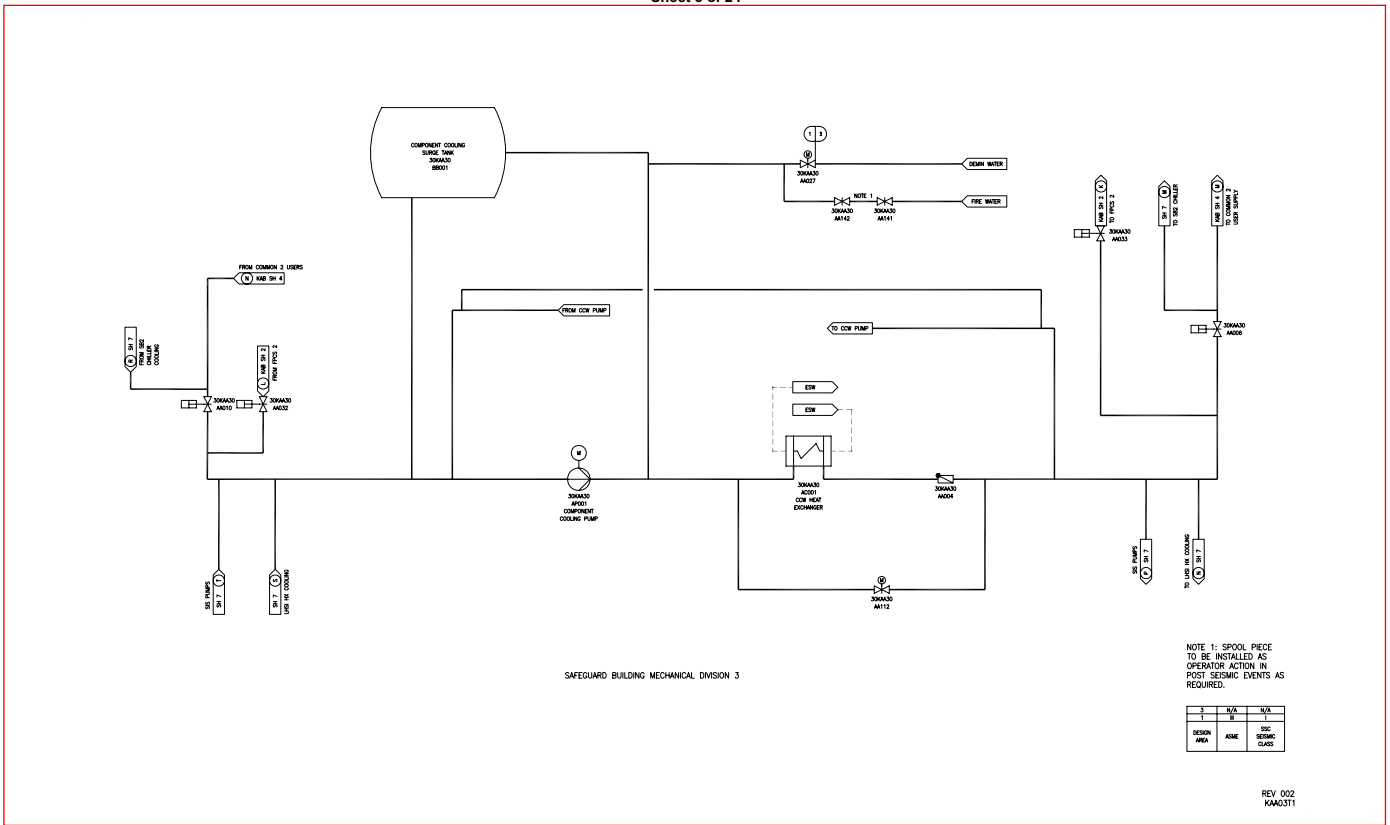 COMPONENT COOLING
SURGE TANK
30KAA30
BB001
1 3
M
30KAA30
AA027
DEMIN WATER
NOTE 1
30KAA30
AA142
30KAA30
AA141
FIRE WATER
KAB SH 2 K
TO FPCS 2
30KAA30
AA033
SH 7 M
TO SB2 CHILLER
KAB SH 4 M
TO COMMON 2
USER SUPPLY
30KAA30
AA006
FROM COMMON 2 USERS
N KAB SH 4
R SH 7
FROM SB2
CHILLER
COOLING
L KAB SH 2
FROM FPCS 2
30KAA30
AA010
30KAA30
AA032
FROM CCW PUMP
TO CCW PUMP
ESW
ESW
M
30KAA30
AP001
COMPONENT
COOLING PUMP
30KAA30
AC001
CCW HEAT
EXCHANGER
30KAA30
AA004
M
30KAA30
AA112
SIS PUMPS
SH 7 T
SH 7 S
LHSI HX COOLING
SIS PUMPS
P SH 7
TO LHSI HX COOLING
N SH 7
SAFEGUARD BUILDING MECHANICAL DIVISION 3
NOTE 1: SPOOL PIECE
TO BE INSTALLED AS
OPERATOR ACTION IN
POST SEISMIC EVENTS AS
REQUIRED.
3 N/A N/A
1 III I
DESIGN
AREA
ASME
SSC
SEISMIC
CLASS
REV 002
KAA03T1